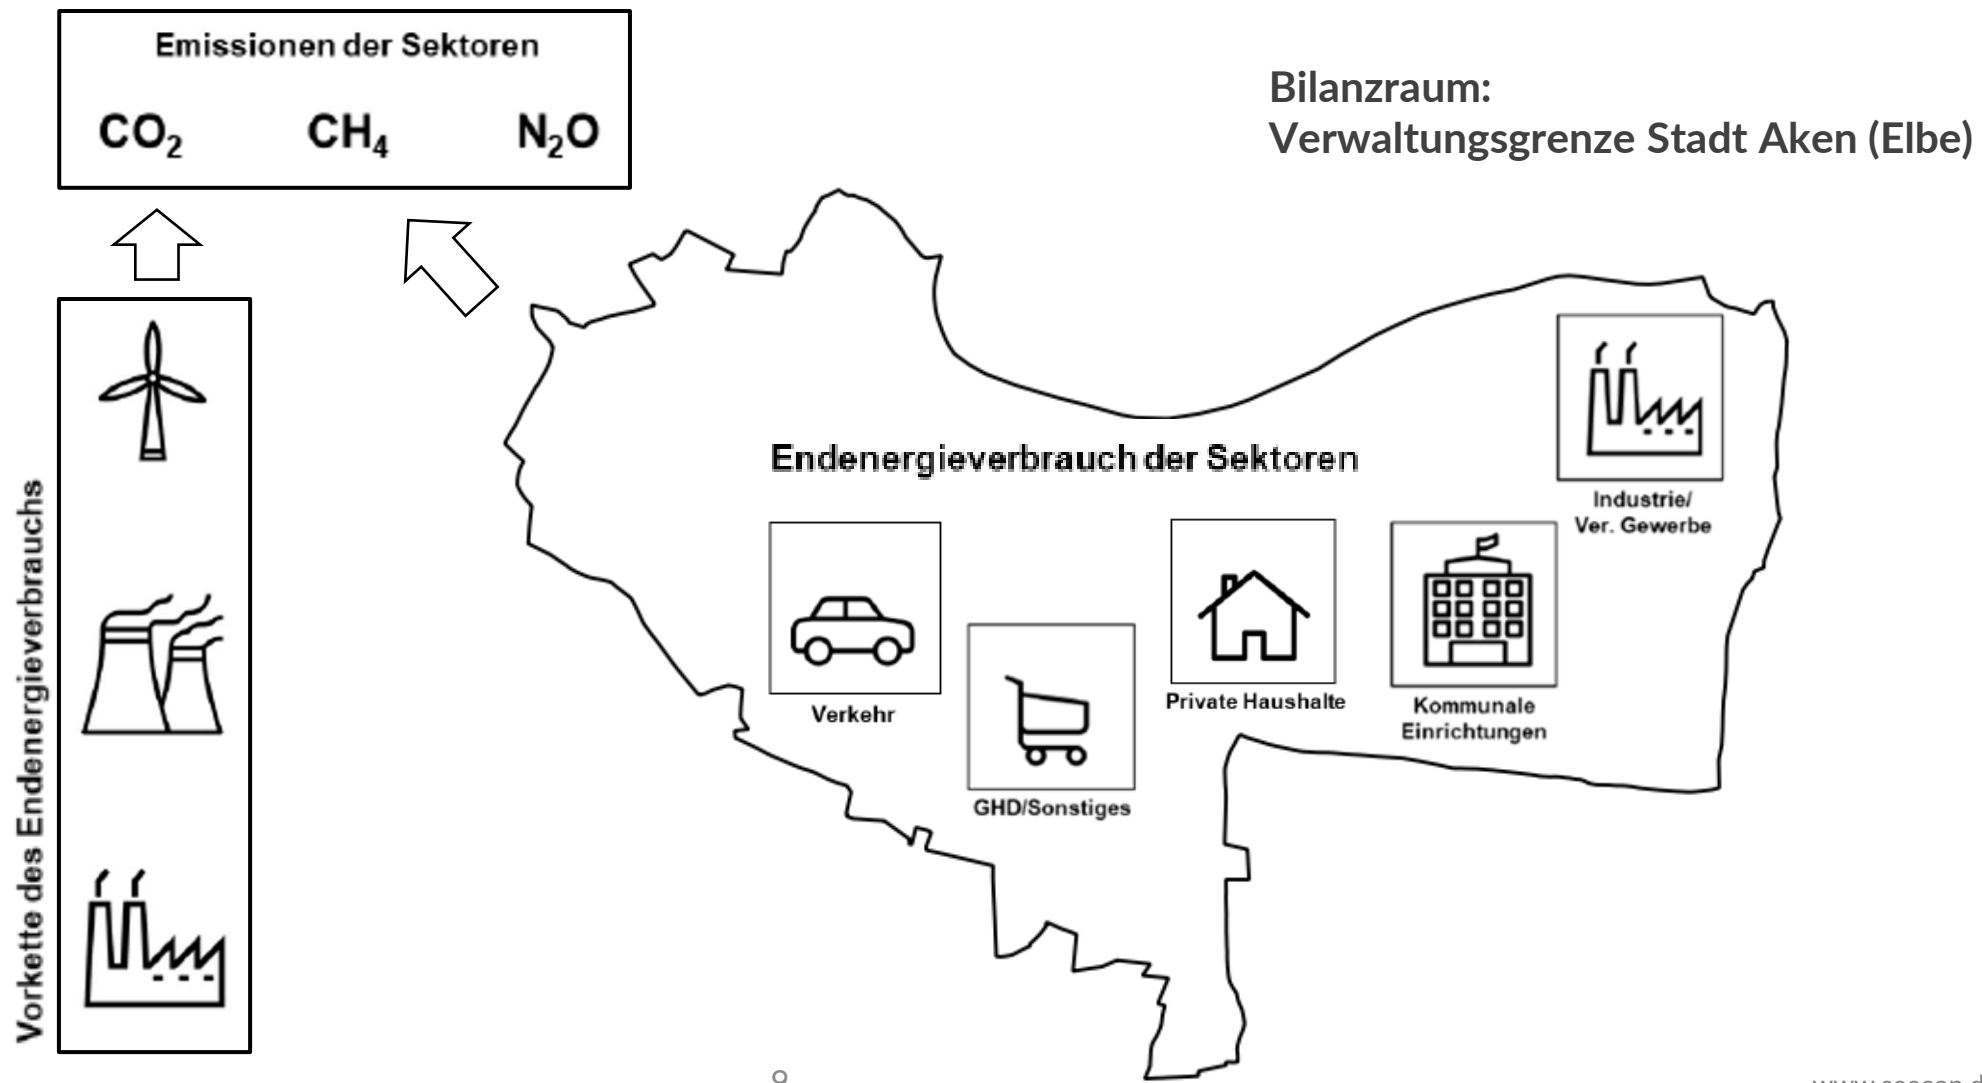 Emissionen der Sektoren
CO₂ CH₄ N₂O
Bilanzraum:
Verwaltungsgrenze Stadt Aken (Elbe)
Vorkette des Endenergieverbrauchs
Endenergieverbrauch der Sektoren
Industrie/
Ver. Gewerbe
Verkehr
GHD/Sonstiges
Private Haushalte
Kommunale
Einrichtungen